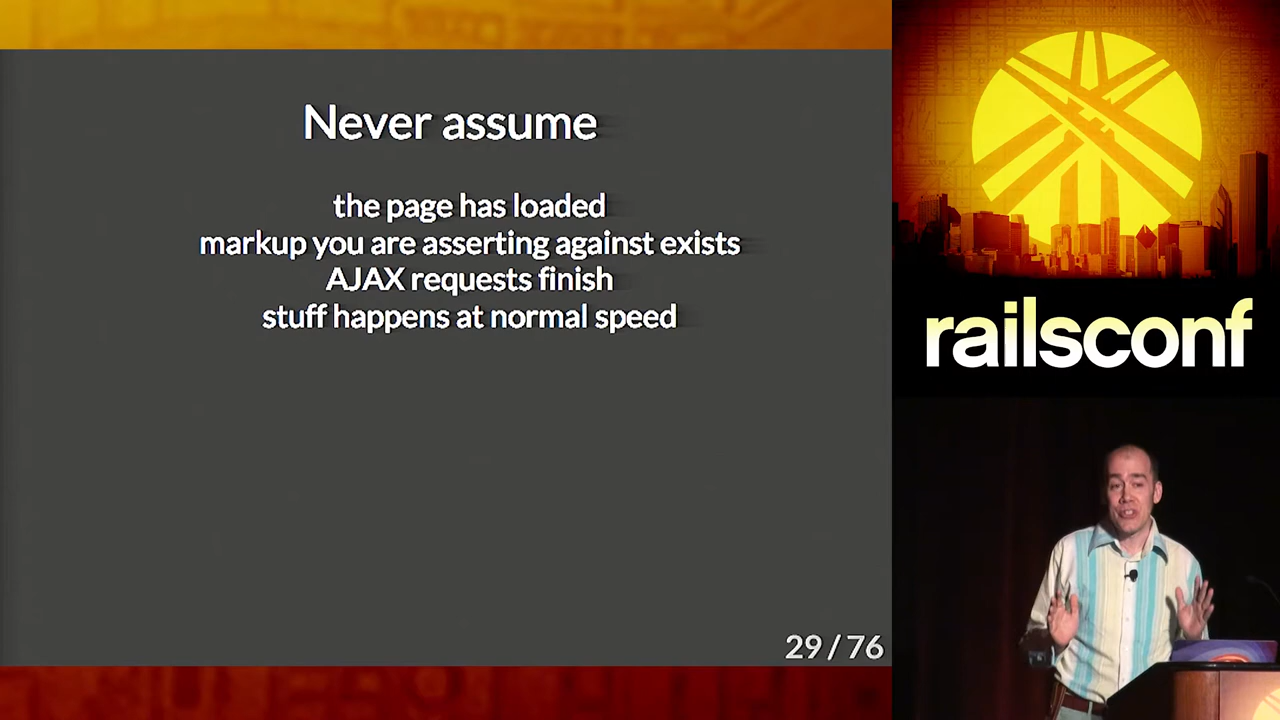 Never assume
the page has loaded
markup you are asserting against exists
AJAX requests finish
stuff happens at normal speed
29 / 76
railsconf